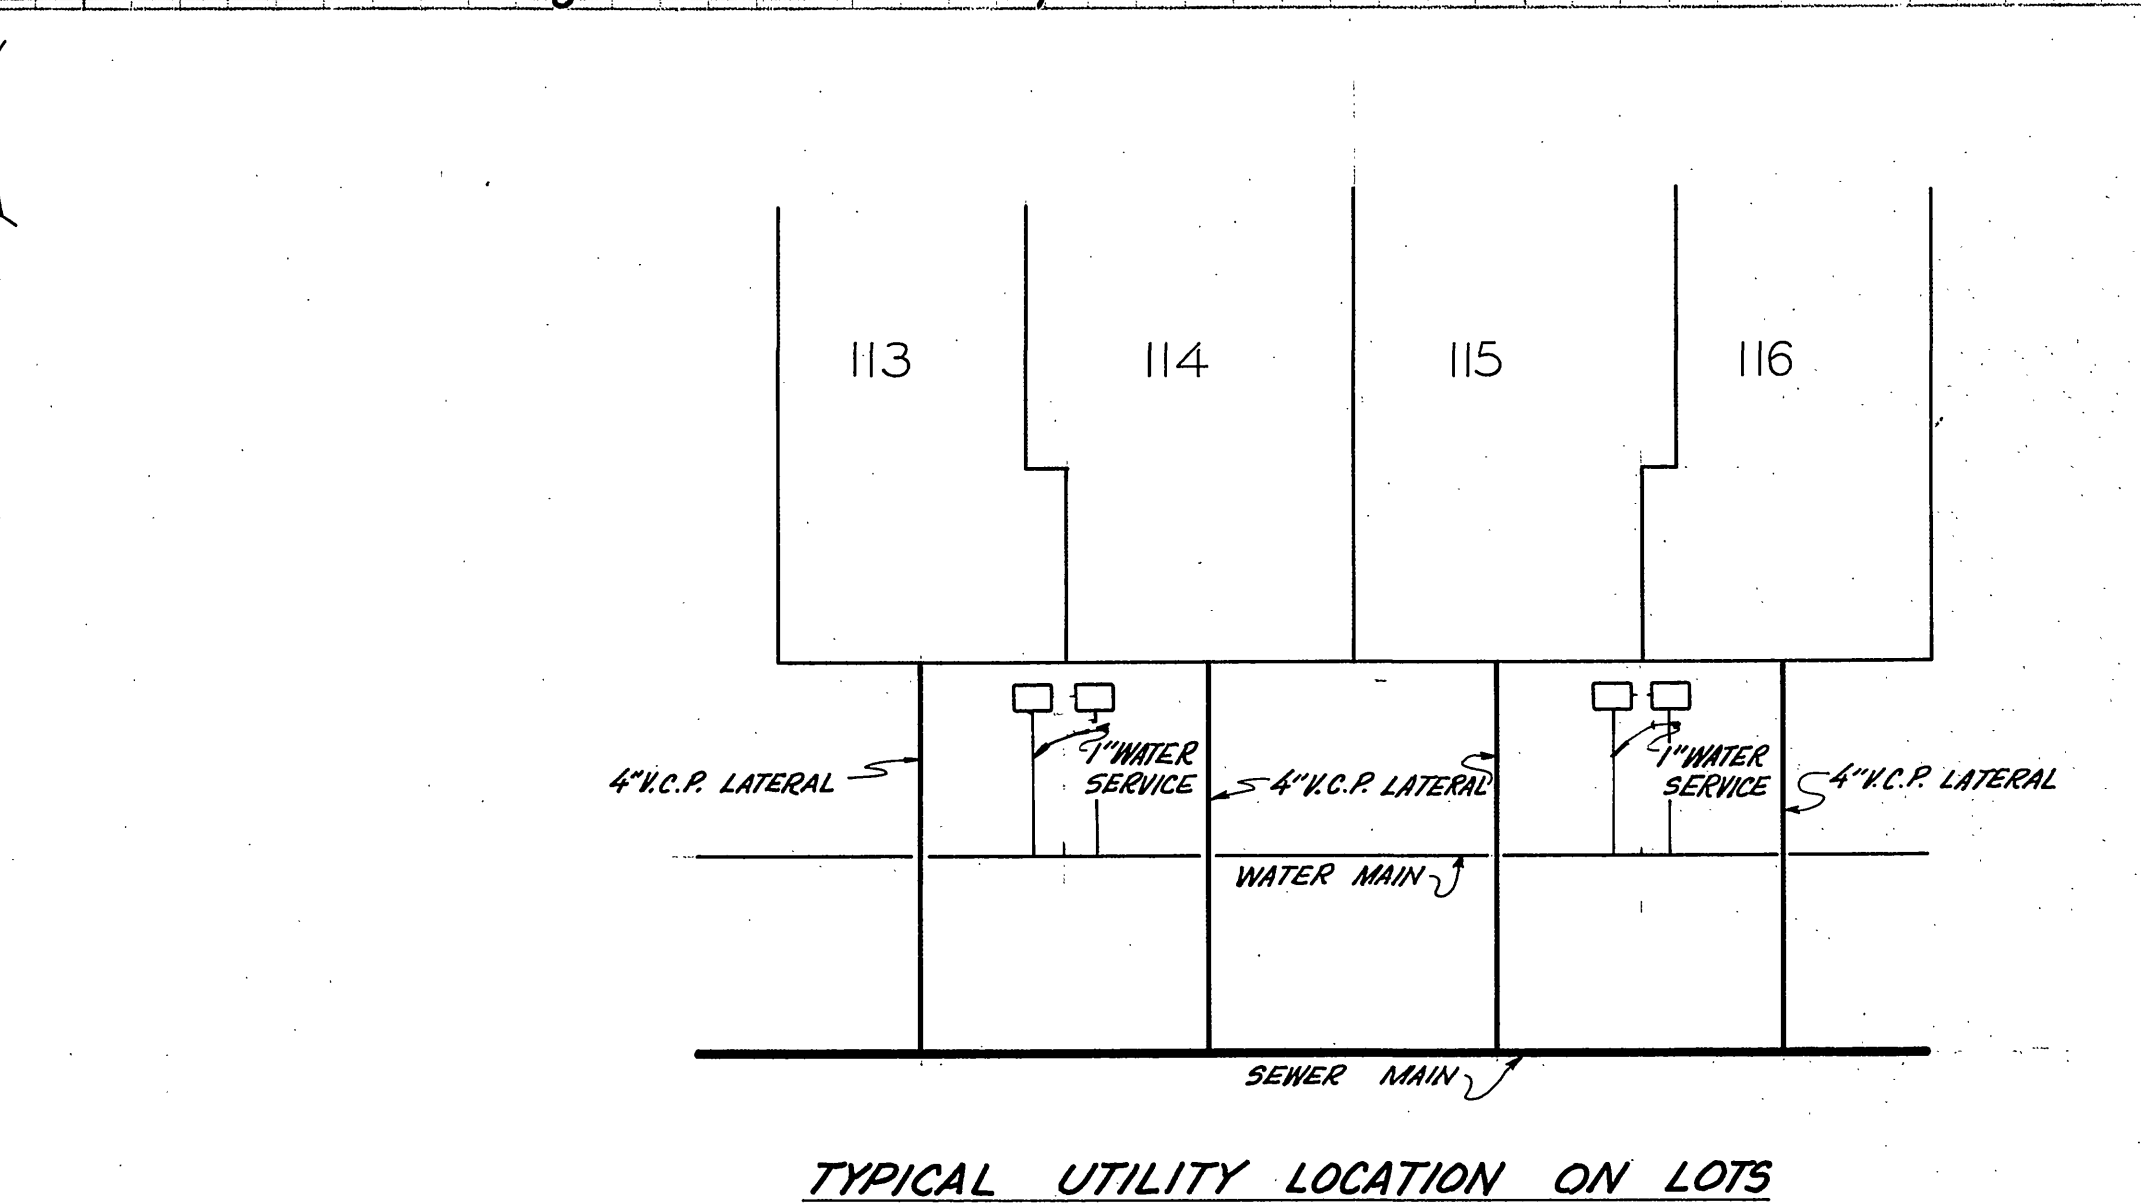 113
114
115
116
1" WATER
SERVICE
1" WATER
SERVICE
4" V.C.P. LATERAL
4" V.C.P. LATERAL
4" V.C.P. LATERAL
WATER MAIN
SEWER MAIN
TYPICAL UTILITY LOCATION ON LOTS